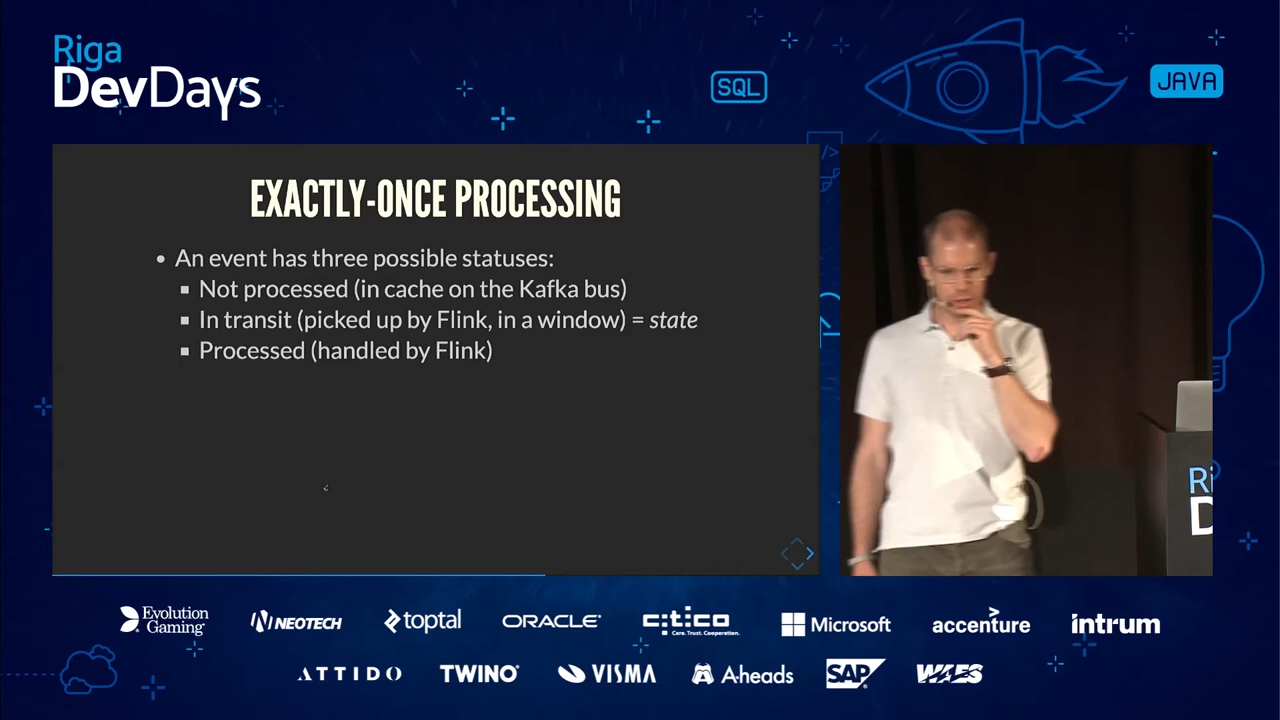 Riga
DevDays
SQL
JAVA
</>
EXACTLY-ONCE PROCESSING
An event has three possible statuses:
Not processed (in cache on the Kafka bus)
In transit (picked up by Flink, in a window) = state
Processed (handled by Flink)
Ri
D
Evolution
Gaming
NEOTECH
toptal
ORACLE
citico
Care. Trust. Cooperation.
Microsoft
accenture
intrum
ATTIDO
TWINO
VISMA
A-heads
SAP
WAES